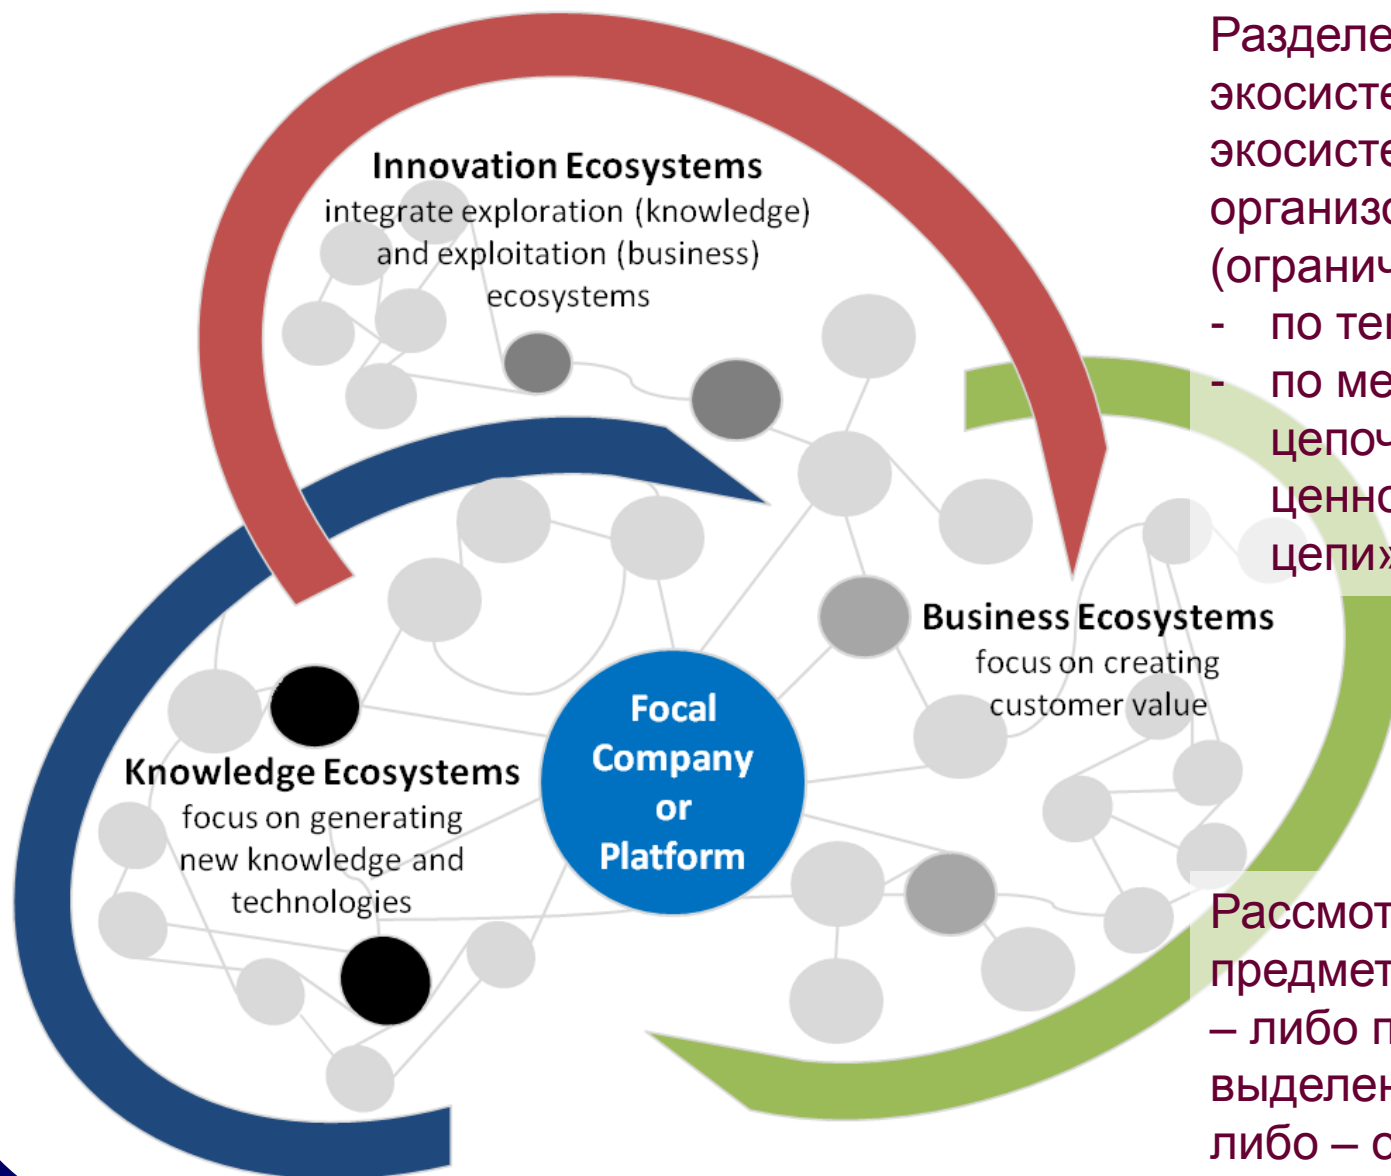 Innovation Ecosystems
integrate exploration (knowledge)
and exploitation (business)
ecosystems
Knowledge Ecosystems
focus on generating
new knowledge and
technologies
Focal
Company
or
Platform
Business Ecosystems
focus on creating
customer value
Разделе
экосисте
экосисте
организо
(огранич
- по те
- по ме
цепоч
ценно
цепи»
Рассмот
предмет
– либо п
выделен
либо – с